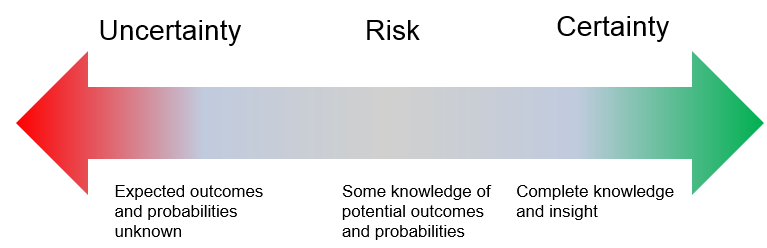 Uncertainty
Risk
Certainty
Expected outcomes
and probabilities
unknown
Some knowledge of
potential outcomes
and probabilities
Complete knowledge
and insight